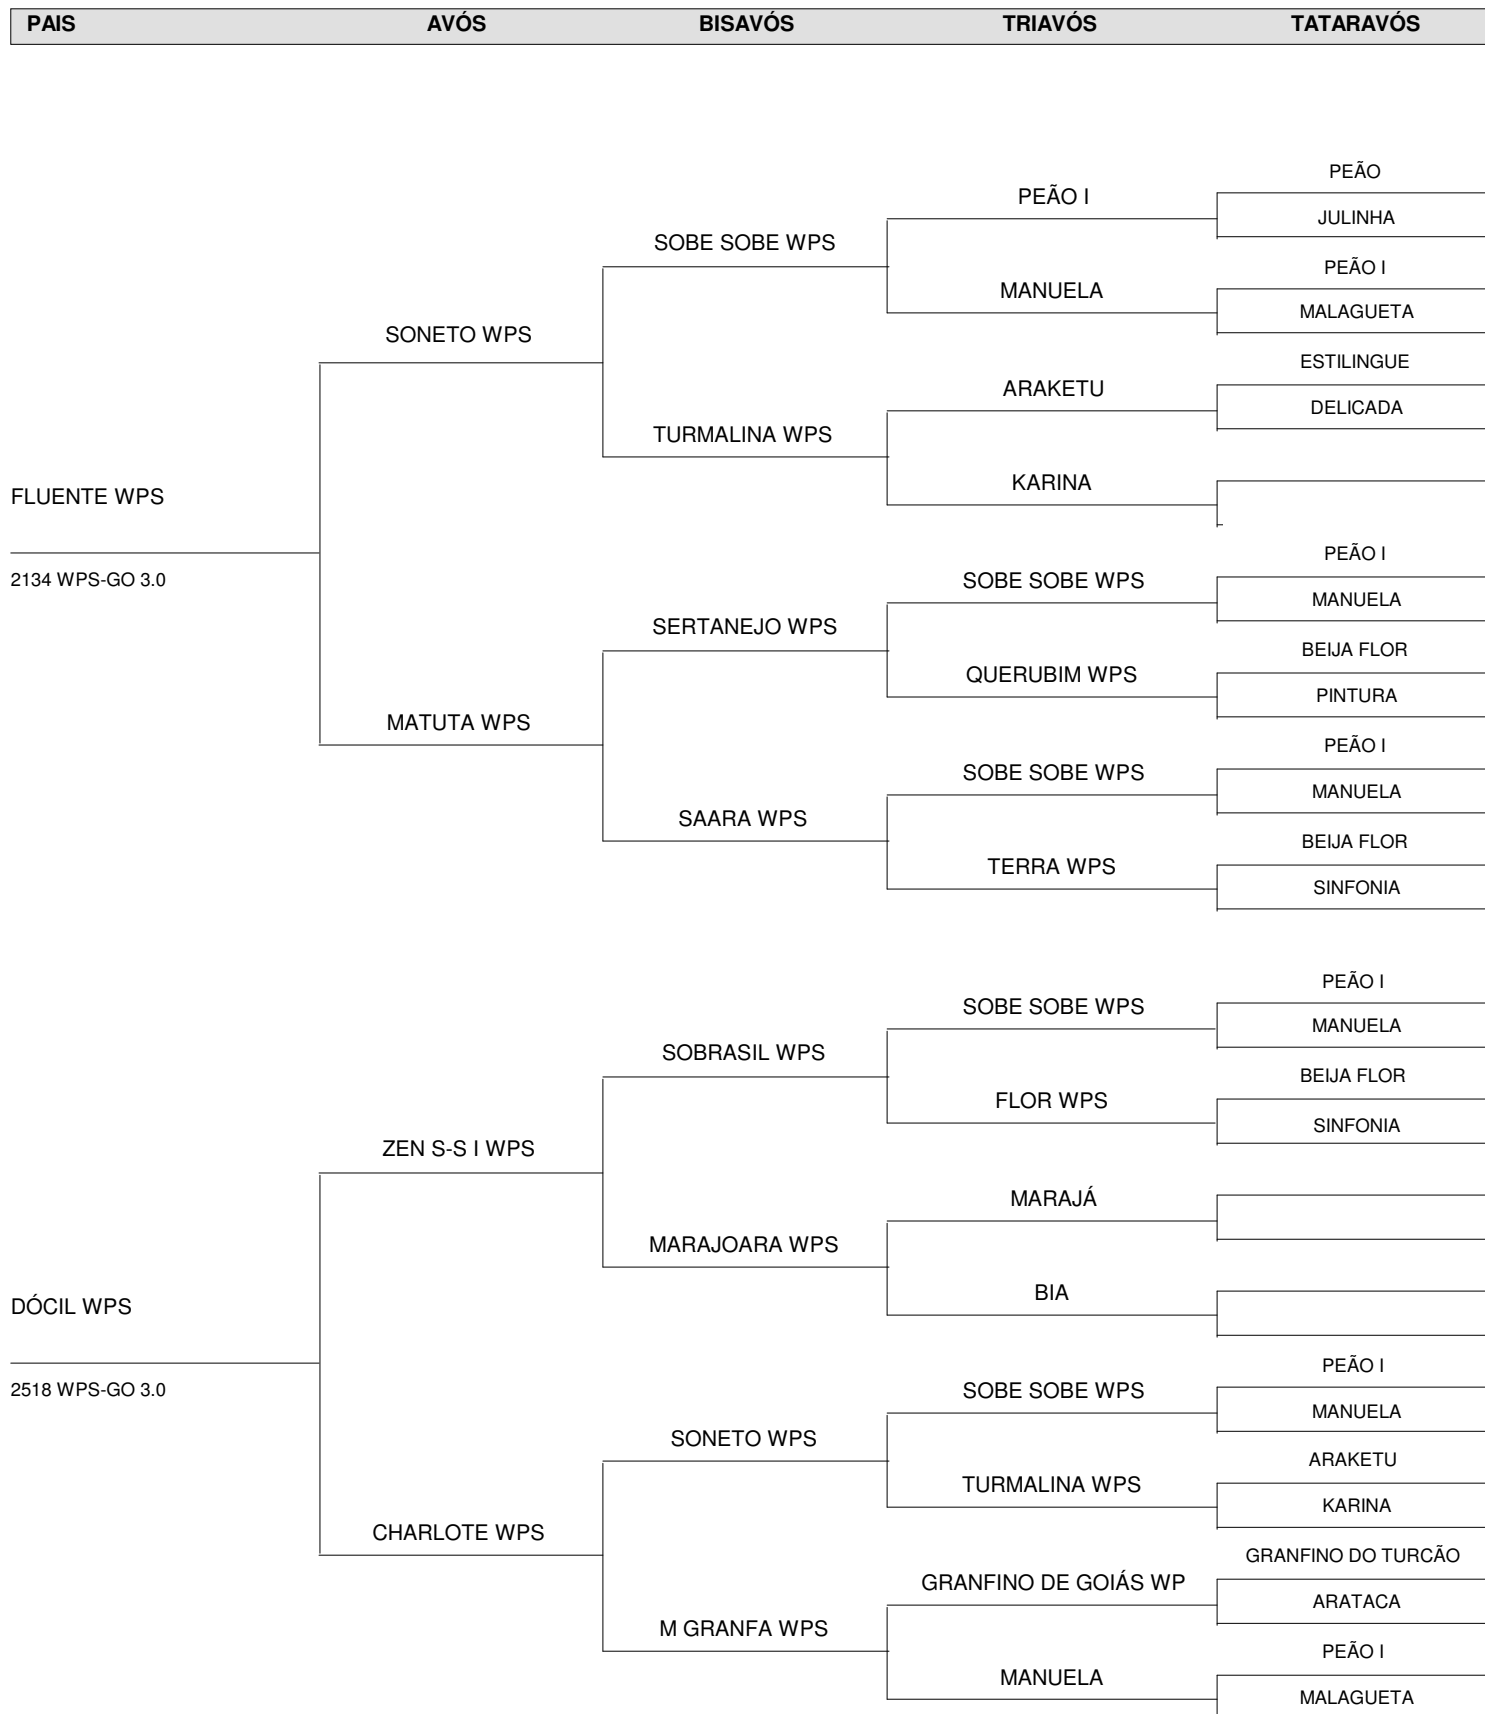 PAIS AVÓS BISAVÓS TRIAVÓS TATARAVÓS
PEÃO
PEÃO I
JULINHA
SOBE SOBE WPS
PEÃO I
MANUELA
MALAGUETA
SONETO WPS
ESTILINGUE
ARAKETU
DELICADA
TURMALINA WPS
KARINA
FLUENTE WPS
PEÃO I
2134 WPS-GO 3.0
SOBE SOBE WPS
MANUELA
SERTANEJO WPS
BEIJA FLOR
QUERUBIM WPS
PINTURA
MATUTA WPS
PEÃO I
SOBE SOBE WPS
MANUELA
SAARA WPS
BEIJA FLOR
TERRA WPS
SINFONIA
PEÃO I
SOBE SOBE WPS
MANUELA
SOBRASIL WPS
BEIJA FLOR
FLOR WPS
SINFONIA
ZEN S-S I WPS
MARAJÁ
MARAJOARA WPS
BIA
DÓCIL WPS
PEÃO I
2518 WPS-GO 3.0
SOBE SOBE WPS
MANUELA
SONETO WPS
ARAKETU
TURMALINA WPS
KARINA
CHARLOTE WPS
GRANFINO DO TURCÃO
GRANFINO DE GOIÁS WP
ARATACA
M GRANFA WPS
PEÃO I
MANUELA
MALAGUETA